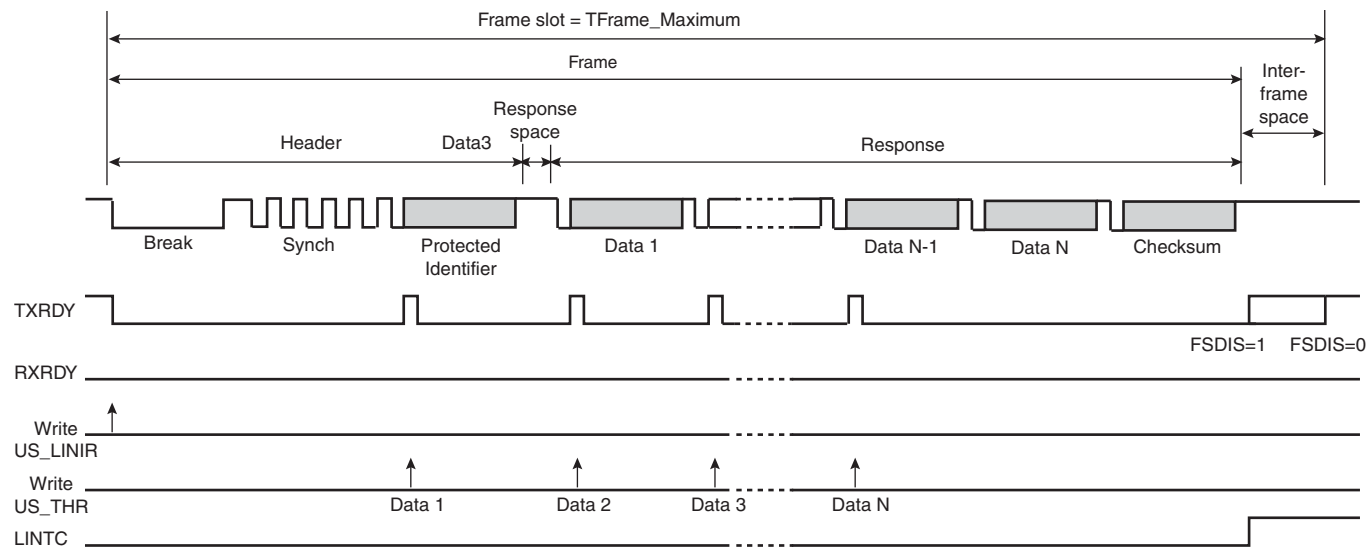 Frame slot = TFrame_Maximum
Frame
Inter-
frame
space
Response
space
Header
Data3
Response
Break
Synch
Protected
Identifier
Data 1
Data N-1
Data N
Checksum
TXRDY
FSDIS=1
FSDIS=0
RXRDY
Write
US_LINIR
Write
US_THR
Data 1
Data 2
Data 3
Data N
LINTC